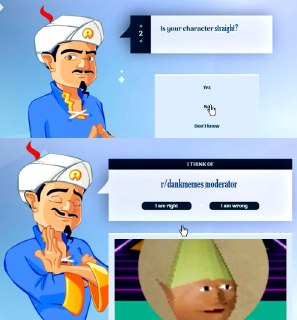 2
Is your character straight?
Yes
No
Don't know
I THINK OF
r/dankmemes moderator
I am right
I am wrong